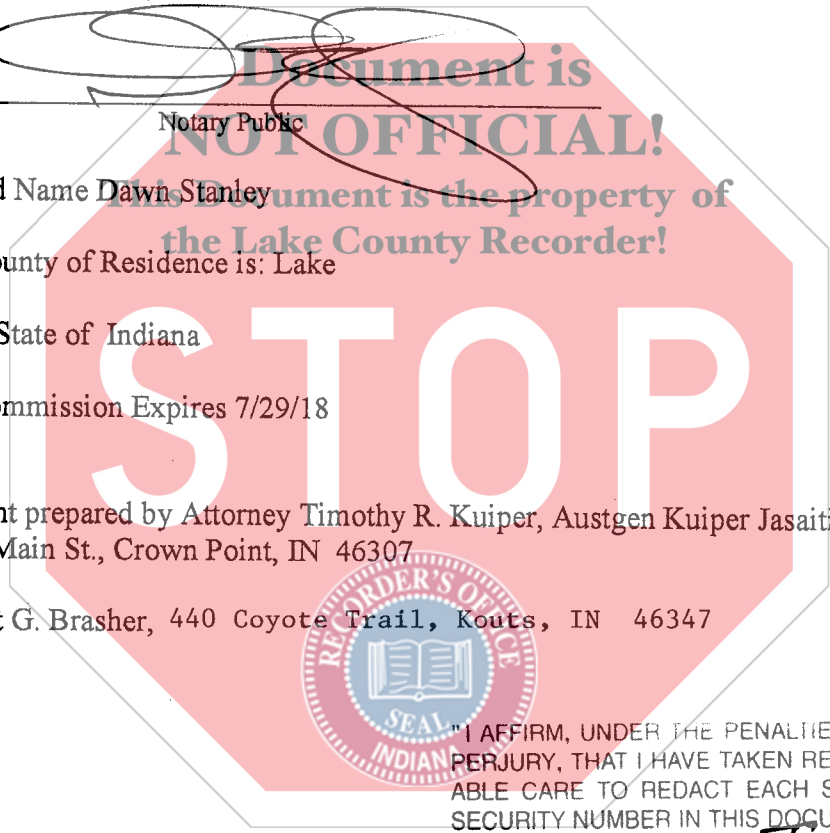 Document is
Notary Public
NOT OFFICIAL!
d Name Dawn Stanley
This Document is the property of
the Lake County Recorder!
ounty of Residence is: Lake
State of Indiana
ommission Expires 7/29/18
STOP
nt prepared by Attorney Timothy R. Kuiper, Austgen Kuiper Jasaiti
Main St., Crown Point, IN 46307
t G. Brasher, 440 Coyote Trail, Kouts, IN 46347
RECORDER'S OFFICE
SEAL
INDIANA
"I AFFIRM, UNDER THE PENALTIE
PERJURY, THAT I HAVE TAKEN RE
ABLE CARE TO REDACT EACH S
SECURITY NUMBER IN THIS DOCU